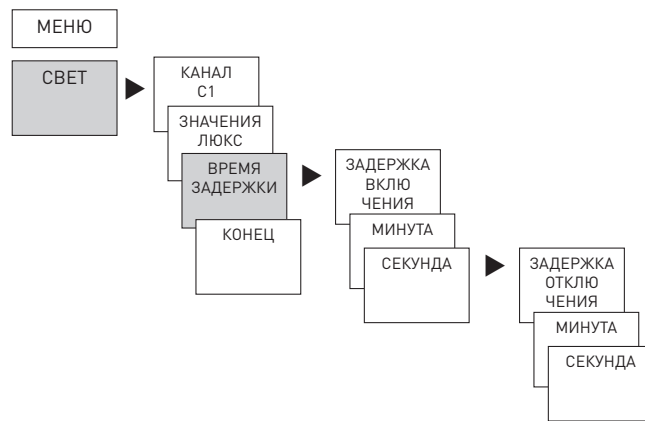 МЕНЮ
СВЕТ
КАНАЛ
С1
ЗНАЧЕНИЯ
ЛЮКС
ВРЕМЯ
ЗАДЕРЖКИ
КОНЕЦ
ЗАДЕРЖКА
ВКЛЮ
ЧЕНИЯ
МИНУТА
СЕКУНДА
ЗАДЕРЖКА
ОТКЛЮ
ЧЕНИЯ
МИНУТА
СЕКУНДА